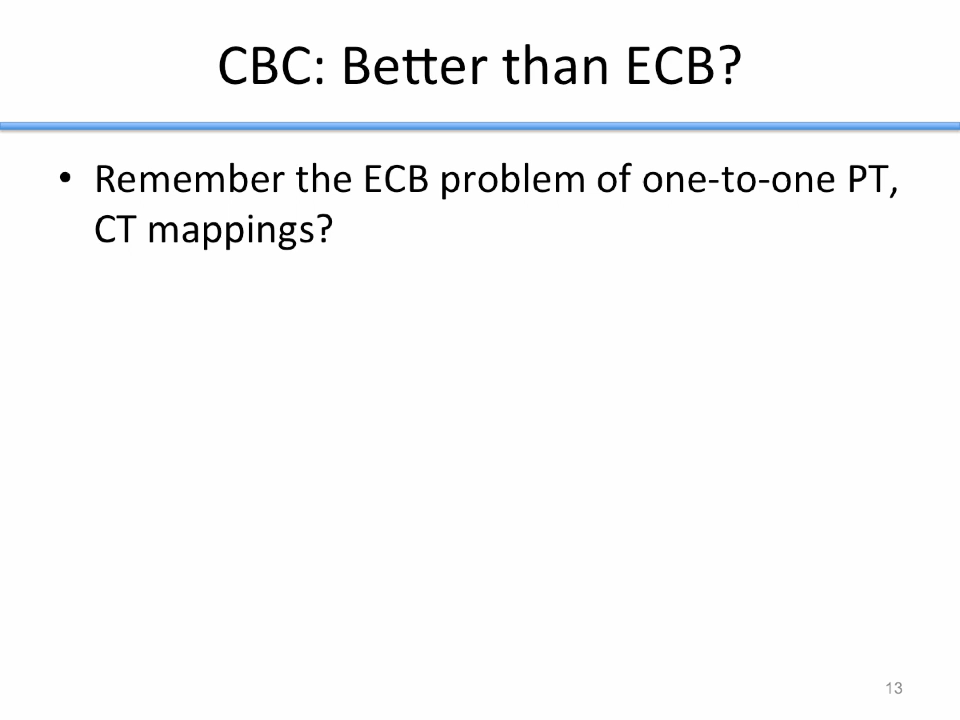 CBC: Better than ECB?
• Remember the ECB problem of one-to-one PT,
CT mappings?
13